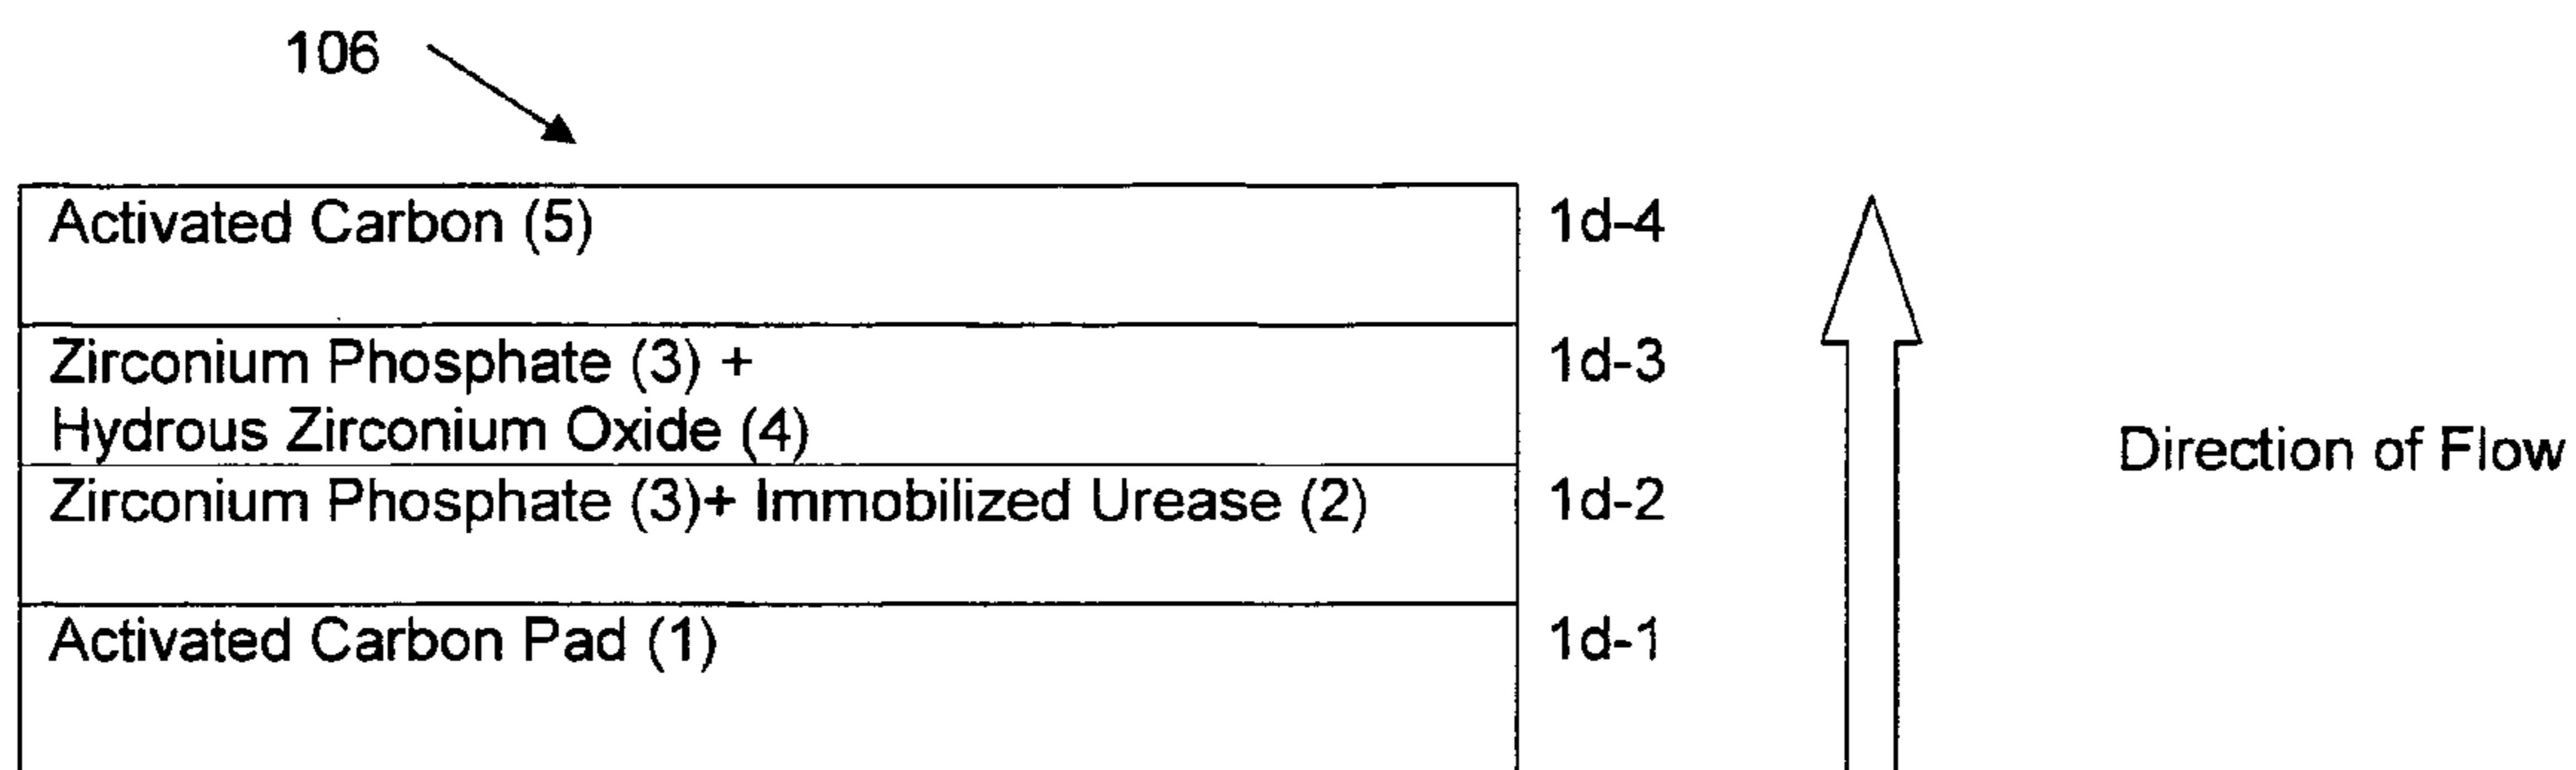 106
Activated Carbon (5)
1d-4
Zirconium Phosphate (3) +
1d-3
Hydrous Zirconium Oxide (4)
Direction of Flow
Zirconium Phosphate (3)+ Immobilized Urease (2)
1d-2
Activated Carbon Pad (1)
1d-1